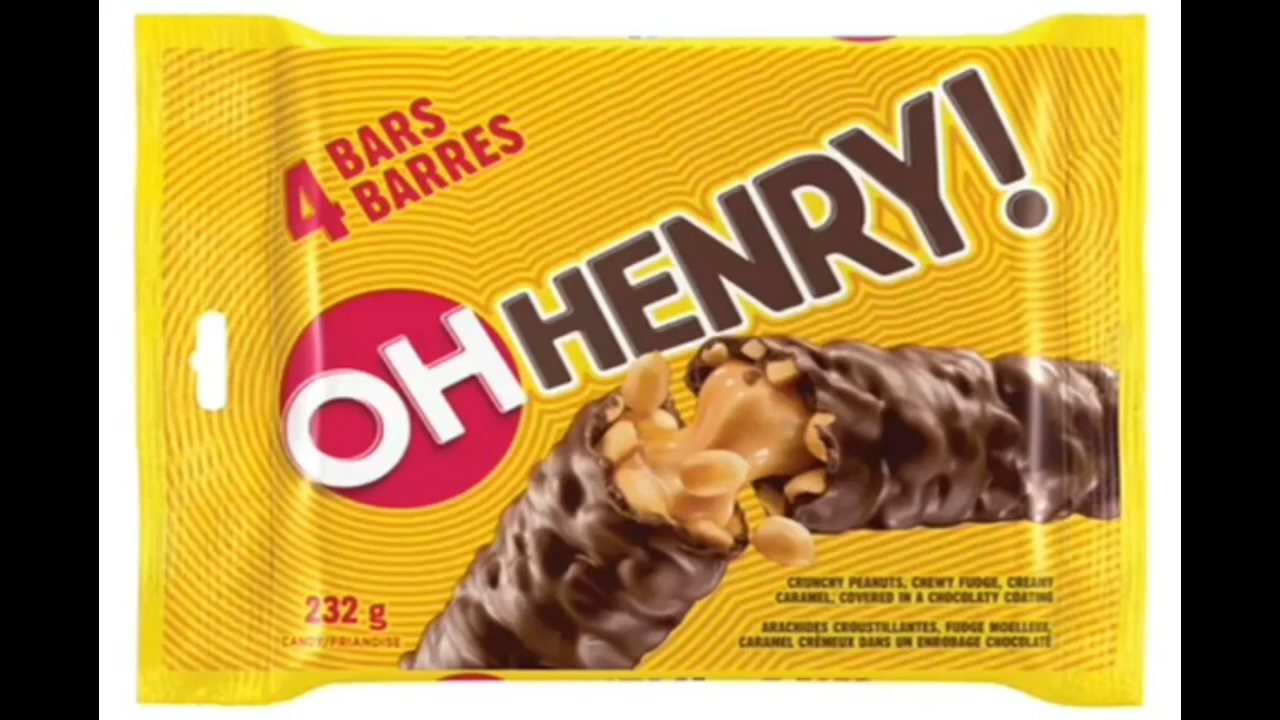 4 BARS
BARRES
OH HENRY!
232 g
CANDY/FRIANDISE
CRUNCHY PEANUTS, CHEWY FUDGE, CREAMY
CARAMEL, COVERED IN A CHOCOLATY COATING
ARACHIDES CROUSTILLANTES, FUDGE MOELLEUX,
CARAMEL CRÉMEUX DANS UN ENROBAGE CHOCOLATÉ